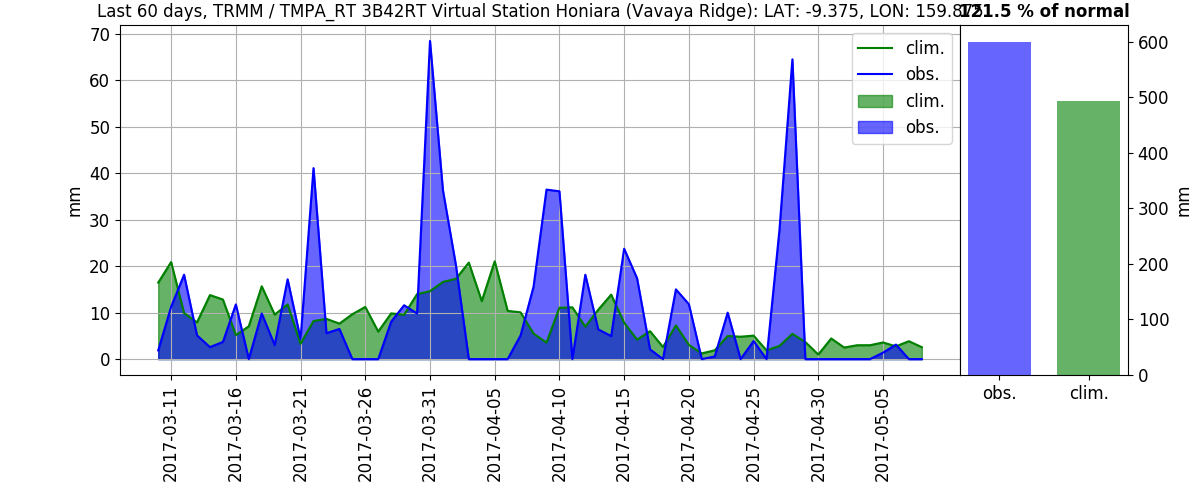 Last 60 days, TRMM / TMPA_RT 3B42RT Virtual Station Honiara (Vavaya Ridge): LAT: -9.375, LON: 159.875
121.5 % of normal
70
60
50
40
30
20
10
0
mm
clim.
obs.
clim.
obs.
600
500
400
300
200
100
0
mm
obs.
clim.
2017-03-11
2017-03-16
2017-03-21
2017-03-26
2017-03-31
2017-04-05
2017-04-10
2017-04-15
2017-04-20
2017-04-25
2017-04-30
2017-05-05